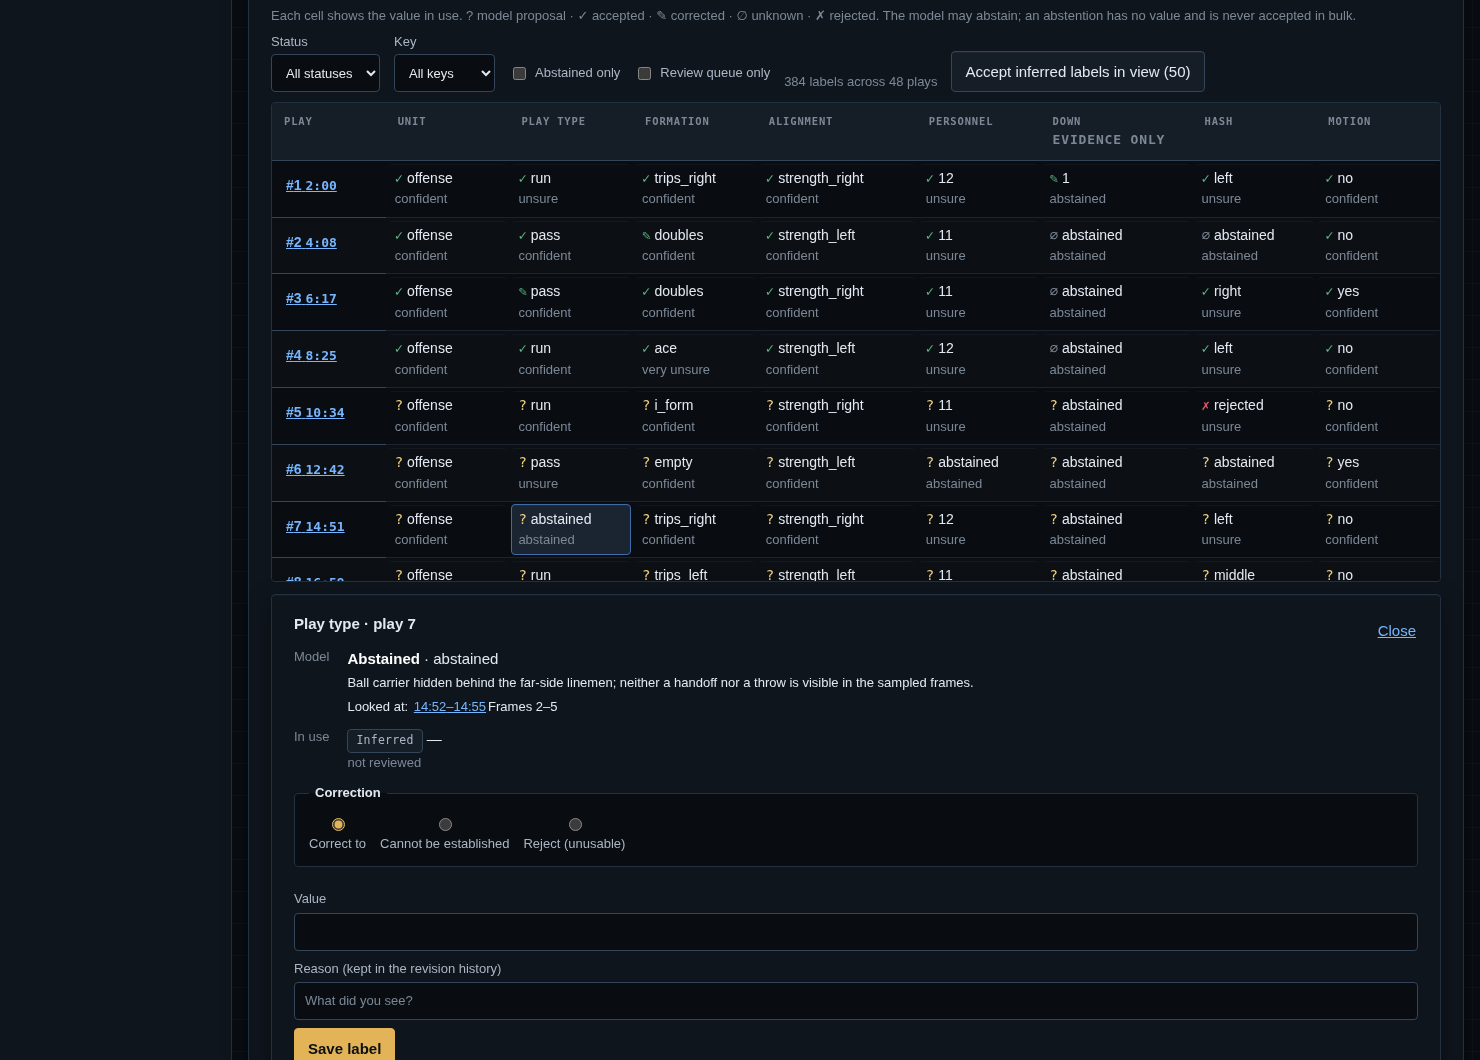 Each cell shows the value in use. ? model proposal · ✓ accepted · ✎ corrected · ∅ unknown · ✗ rejected. The model may abstain; an abstention has no value and is never accepted in bulk.
Status Key
All statuses All keys Abstained only Review queue only 384 labels across 48 plays Accept inferred labels in view (50)
PLAY UNIT PLAY TYPE FORMATION ALIGNMENT PERSONNEL DOWN HASH MOTION
EVIDENCE ONLY
#1 2:00 ✓ offense ✓ run ✓ trips_right ✓ strength_right ✓ 12 ✎ 1 ✓ left ✓ no
confident unsure confident confident unsure abstained unsure confident
#2 4:08 ✓ offense ✓ pass ✎ doubles ✓ strength_left ✓ 11 ∅ abstained ∅ abstained ✓ no
confident confident confident confident unsure abstained abstained confident
#3 6:17 ✓ offense ✎ pass ✓ doubles ✓ strength_right ✓ 11 ∅ abstained ✓ right ✓ yes
confident confident confident confident unsure abstained unsure confident
#4 8:25 ✓ offense ✓ run ✓ ace ✓ strength_left ✓ 12 ∅ abstained ✓ left ✓ no
confident confident very unsure confident unsure abstained unsure confident
#5 10:34 ? offense ? run ? i_form ? strength_right ? 11 ? abstained ✗ rejected ? no
confident confident confident confident unsure abstained unsure confident
#6 12:42 ? offense ? pass ? empty ? strength_left ? abstained ? abstained ? abstained ? yes
confident unsure confident confident abstained abstained abstained confident
#7 14:51 ? offense ? abstained ? trips_right ? strength_right ? 12 ? abstained ? left ? no
confident abstained confident confident unsure abstained unsure confident
#8 16:59 ? offense ? run ? trips_left ? strength_left ? 11 ? abstained ? middle ? no
Play type · play 7
Close
Model Abstained · abstained
Ball carrier hidden behind the far-side linemen; neither a handoff nor a throw is visible in the sampled frames.
Looked at: 14:52–14:55 Frames 2–5
In use Inferred —
not reviewed
Correction
Correct to Cannot be established Reject (unusable)
Value
Reason (kept in the revision history)
What did you see?
Save label